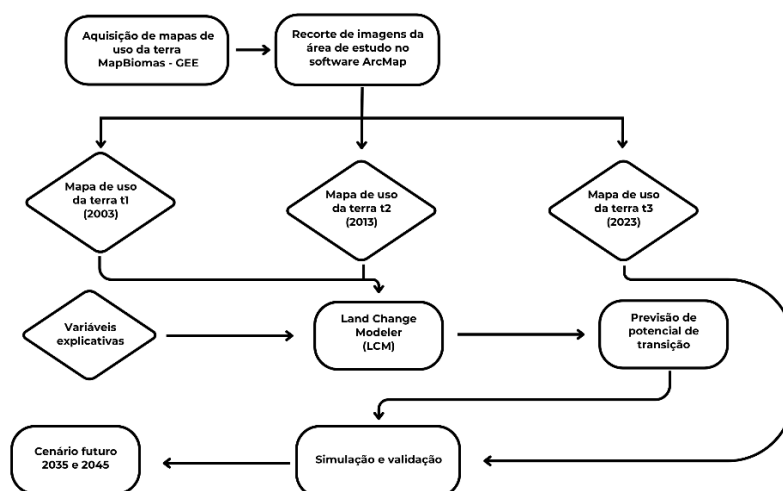 Aquisição de mapas de
uso da terra
MapBiomas - GEE
Recorte de imagens da
área de estudo no
software ArcMap
Mapa de uso
da terra t1
(2003)
Mapa de uso
da terra t2
(2013)
Mapa de uso
da terra t3
(2023)
Variáveis
explicativas
Land Change
Modeler
(LCM)
Previsão de
potencial de
transição
Cenário futuro
2035 e 2045
Simulação e validação